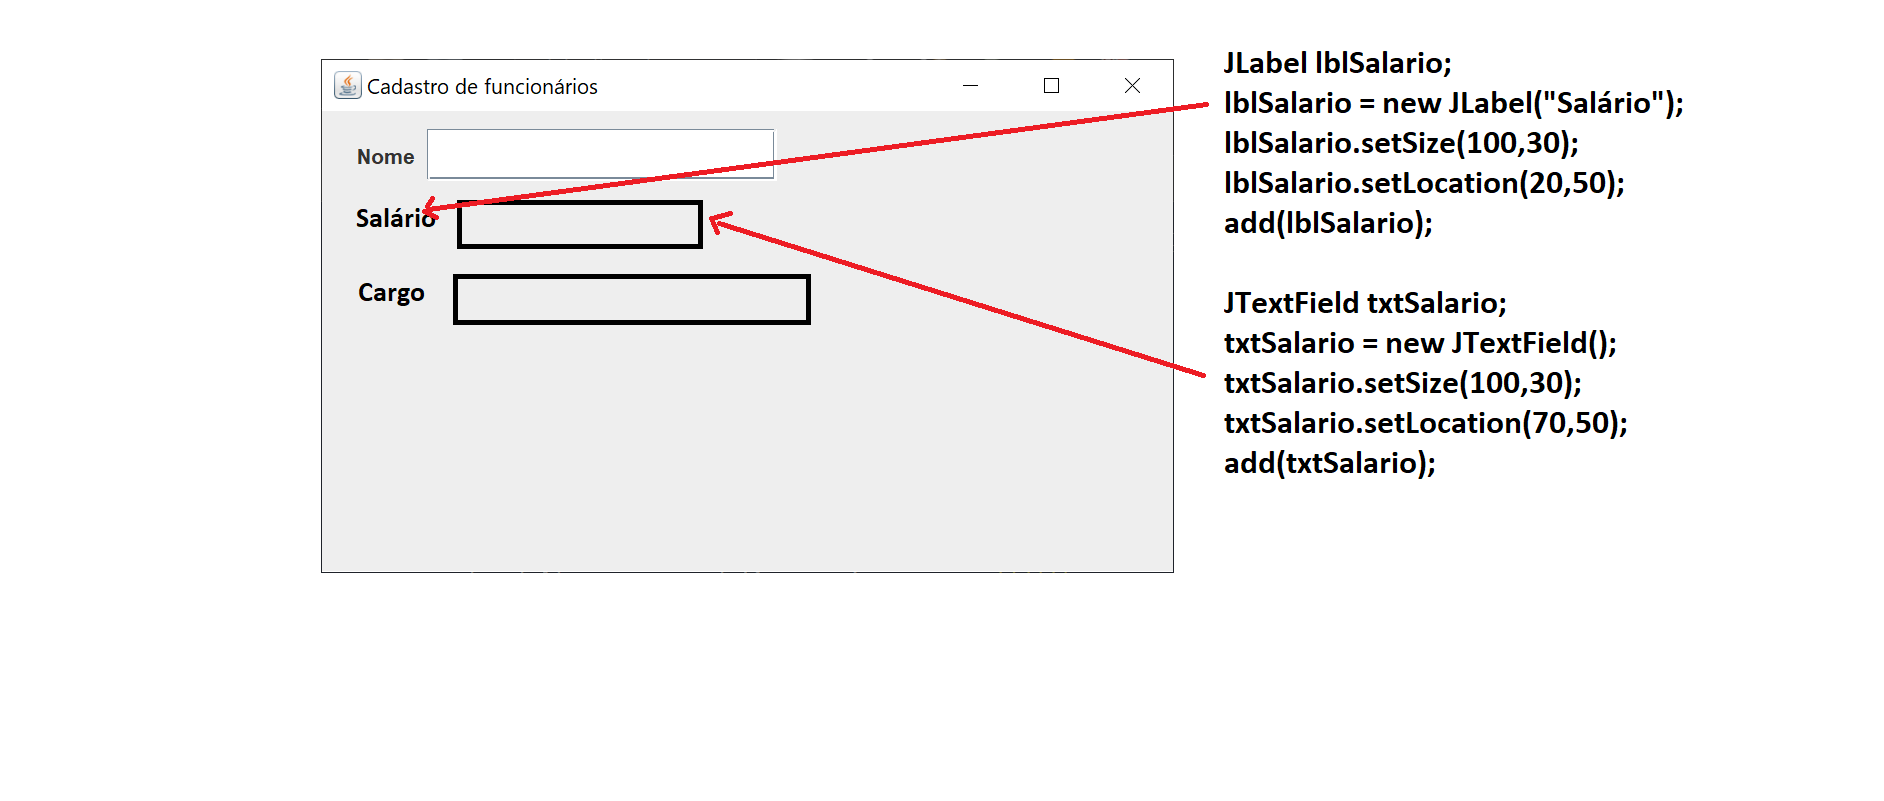 Cadastro de funcionários
Nome
Salário
Cargo
JLabel lblSalario;
lblSalario = new JLabel("Salário");
lblSalario.setSize(100,30);
lblSalario.setLocation(20,50);
add(lblSalario);
JTextField txtSalario;
txtSalario = new JTextField();
txtSalario.setSize(100,30);
txtSalario.setLocation(70,50);
add(txtSalario);